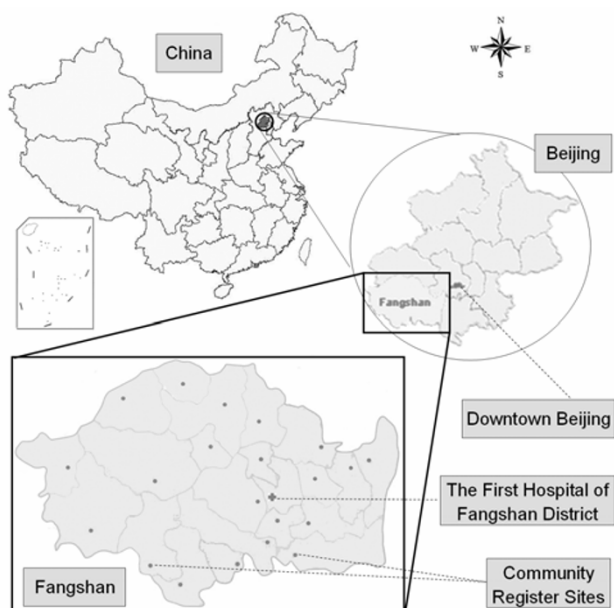 China
N
W E
S
Beijing
Fangshan
Downtown Beijing
The First Hospital of
Fangshan District
Fangshan
Community
Register Sites